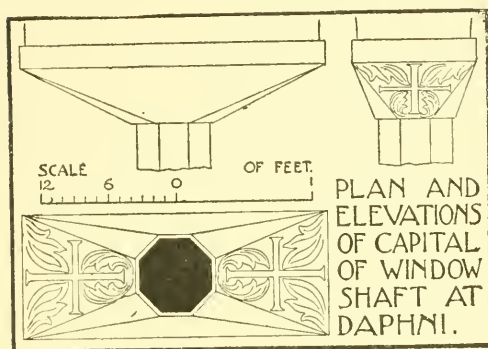 SCALE OF FEET.
12 6 0 1
PLAN AND
ELEVATIONS
OF CAPITAL
OF WINDOW
SHAFT AT
DAPHNI.